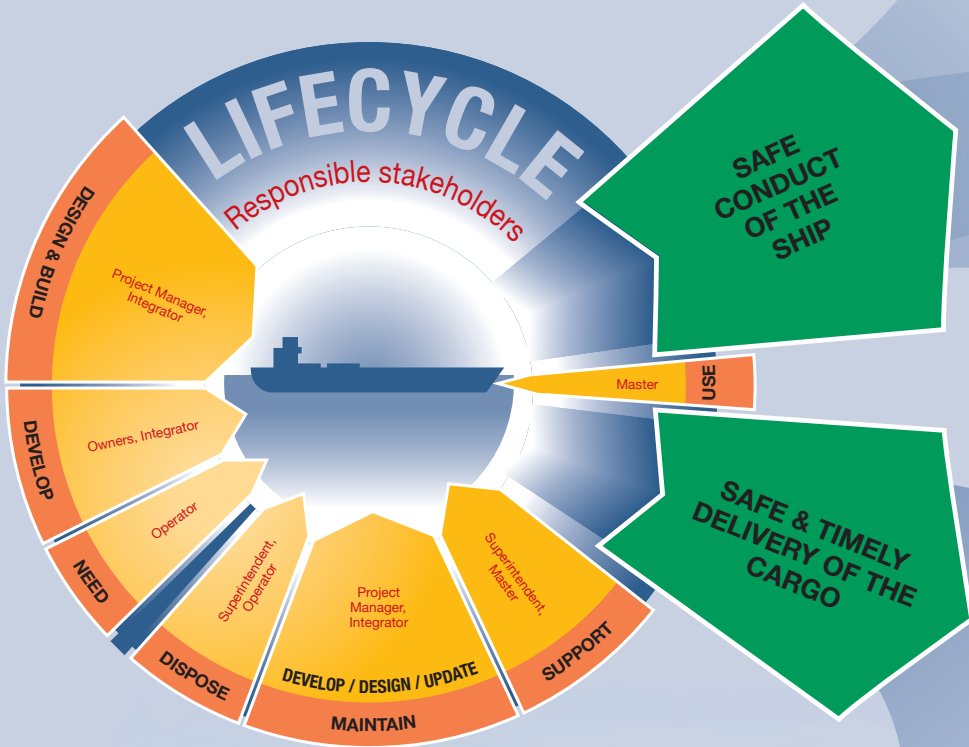 LIFECYCLE
Responsible stakeholders
SAFE
CONDUCT
OF THE
SHIP
DESIGN & BUILD
Project Manager,
Integrator
Master
USE
DEVELOP
Owners, Integrator
NEED
Operator
SAFE & TIMELY
DELIVERY OF THE
CARGO
DISPOSE
Superintendent,
Operator
Project
Manager,
Integrator
DEVELOP / DESIGN / UPDATE
MAINTAIN
Superintendent,
Master
SUPPORT